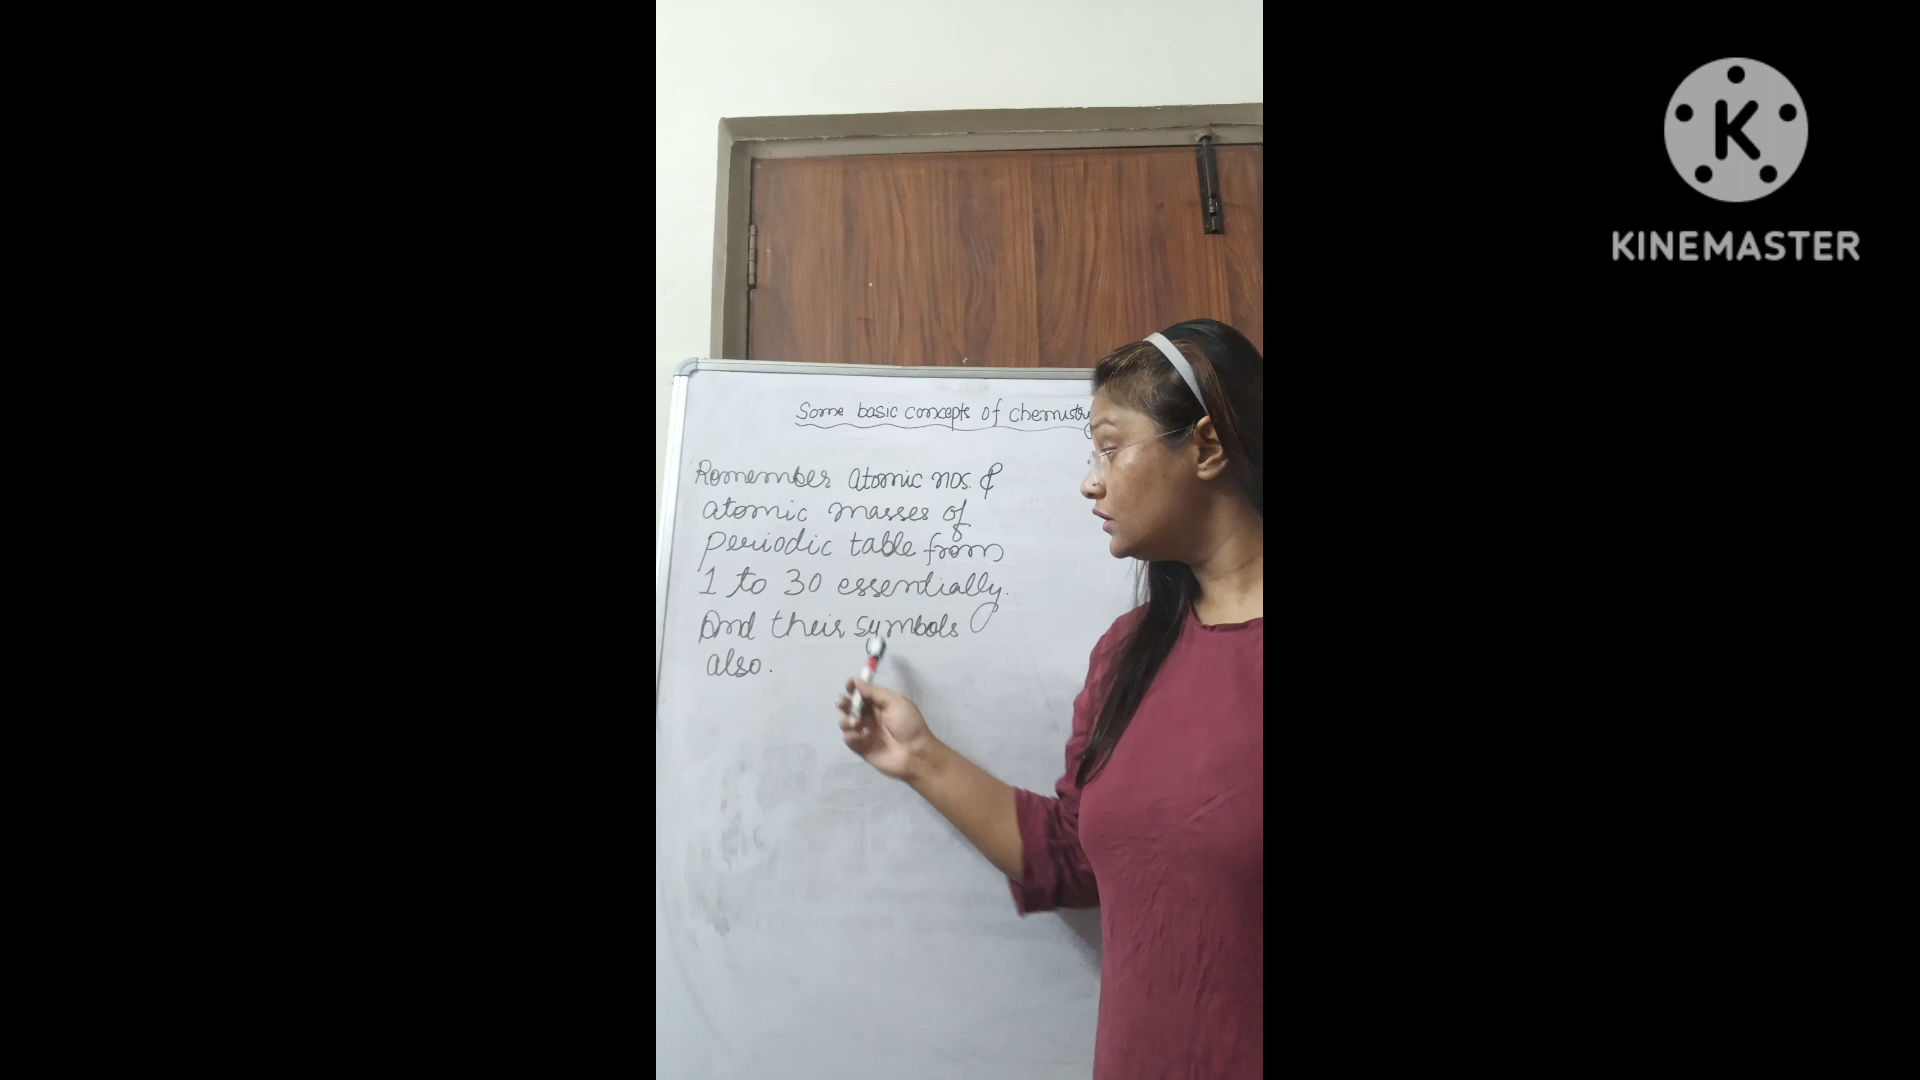 Some basic concepts of chemistry
Remember atomic nos. &
atomic masses of
periodic table from
1 to 30 essentially.
And their symbols
also.
K
KINEMASTER